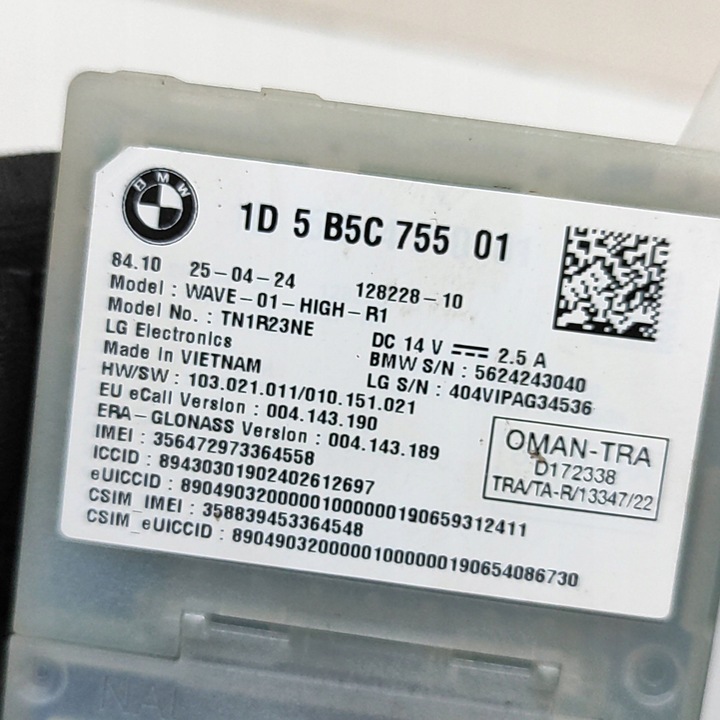 BMW
1D 5 B5C 755 01
84.10 25-04-24 128228-10
Model : WAVE-01-HIGH-R1
Model No. : TN1R23NE DC 14 V 2.5 A
LG Electronics BMW S/N : 5624243040
Made in VIETNAM LG S/N : 404VIPAG34536
HW/SW : 103.021.011/010.151.021
EU eCall Version : 004.143.190
ERA-GLONASS Version : 004.143.189
IMEI : 356472973364558
ICCID : 89430301902402612697
eUICCID : 89049032000001000000190659312411
CSIM_IMEI : 358839453364548
CSIM_eUICCID : 89049032000001000000190654086730
OMAN-TRA
D172338
TRA/TA-R/13347/22